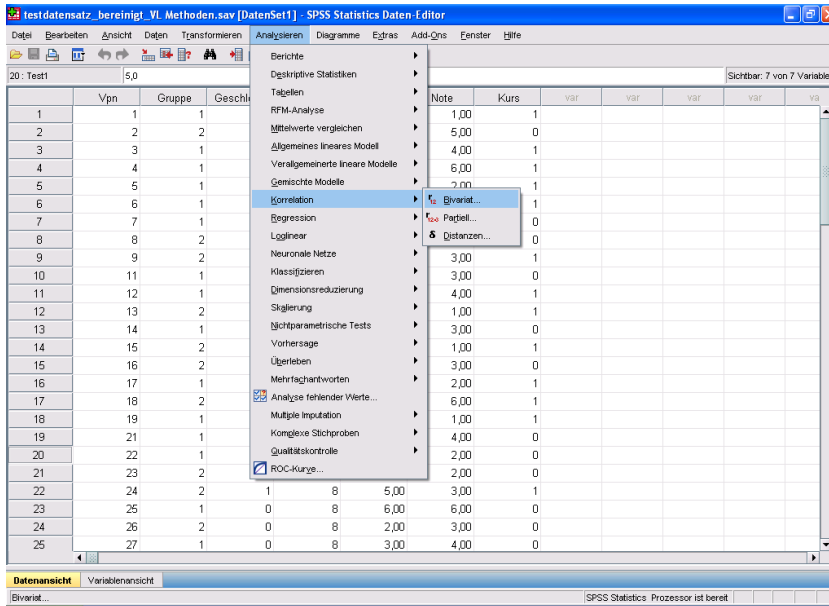 testdatensatz_bereinigt_VL Methoden.sav [DatenSet1] - SPSS Statistics Daten-Editor
Datei Bearbeiten Ansicht Daten Transformieren Analysieren Diagramme Extras Add-Ons Fenster Hilfe
20 : Test1 5,0 Sichtbar: 7 von 7 Variable
Vpn Gruppe Geschl Note Kurs var var var va
Berichte
Deskriptive Statistiken
Tabellen
RFM-Analyse
Mittelwerte vergleichen
Allgemeines lineares Modell
Verallgemeinerte lineare Modelle
Gemischte Modelle
Korrelation
Regression
Loglinear
Neuronale Netze
Klassifizieren
Dimensionsreduzierung
Skalierung
Nichtparametrische Tests
Vorhersage
Überleben
Mehrfachantworten
Analyse fehlender Werte...
Multiple Imputation
Komplexe Stichproben
Qualitätskontrolle
ROC-Kurve...
r12 Bivariat...
r12.3 Partiell...
δ Distanzen...
1 1 1 1,00 1
2 2 2 5,00 0
3 3 1 4,00 1
4 4 1 6,00 1
5 5 1 2,00 1
6 6 1 1
7 7 1 0
8 8 2 0
9 9 2 3,00 1
10 11 1 3,00 0
11 12 1 4,00 1
12 13 2 1,00 1
13 14 1 3,00 0
14 15 2 1,00 1
15 16 2 3,00 0
16 17 1 2,00 1
17 18 2 6,00 1
18 19 1 1,00 1
19 21 1 4,00 0
20 22 1 2,00 0
21 23 2 2,00 0
22 24 2 1 8 5,00 3,00 1
23 25 1 0 8 6,00 6,00 0
24 26 2 0 8 2,00 3,00 0
25 27 1 0 8 3,00 4,00 0
Datenansicht Variablenansicht
Bivariat... SPSS Statistics Prozessor ist bereit